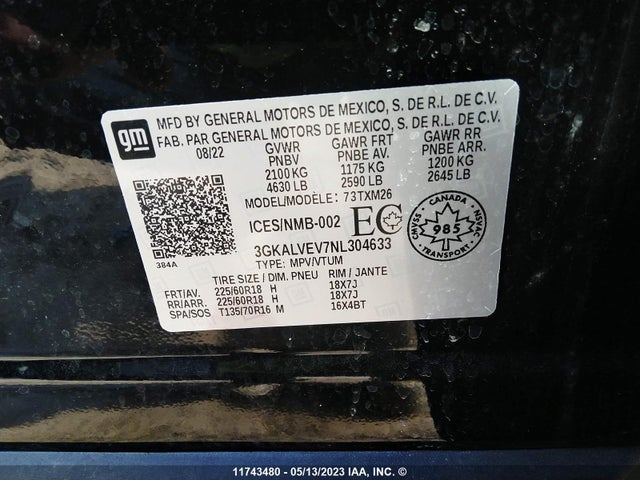 gm
MFD BY GENERAL MOTORS DE MEXICO, S. DE R.L. DE C.V.
FAB. PAR GENERAL MOTORS DE MEXICO, S. DE R.L. DE C.V.
08/22 GVWR GAWR FRT GAWR RR
PNBV PNBE AV. PNBE ARR.
2100 KG 1175 KG 1200 KG
4630 LB 2590 LB 2645 LB
MODEL/MODÈLE: 73TXM26
ICES/NMB-002 EC
CANADA
CMVSS 985 NSVAC
TRANSPORT
384A
3GKALVEV7NL304633
TYPE: MPV/VTUM
TIRE SIZE / DIM. PNEU RIM / JANTE
FRT/AV. 225/60R18 H 18X7J
RR/ARR. 225/60R18 H 18X7J
SPA/SOS T135/70R16 M 16X4BT
11743480 - 05/13/2023 IAA, INC. ©